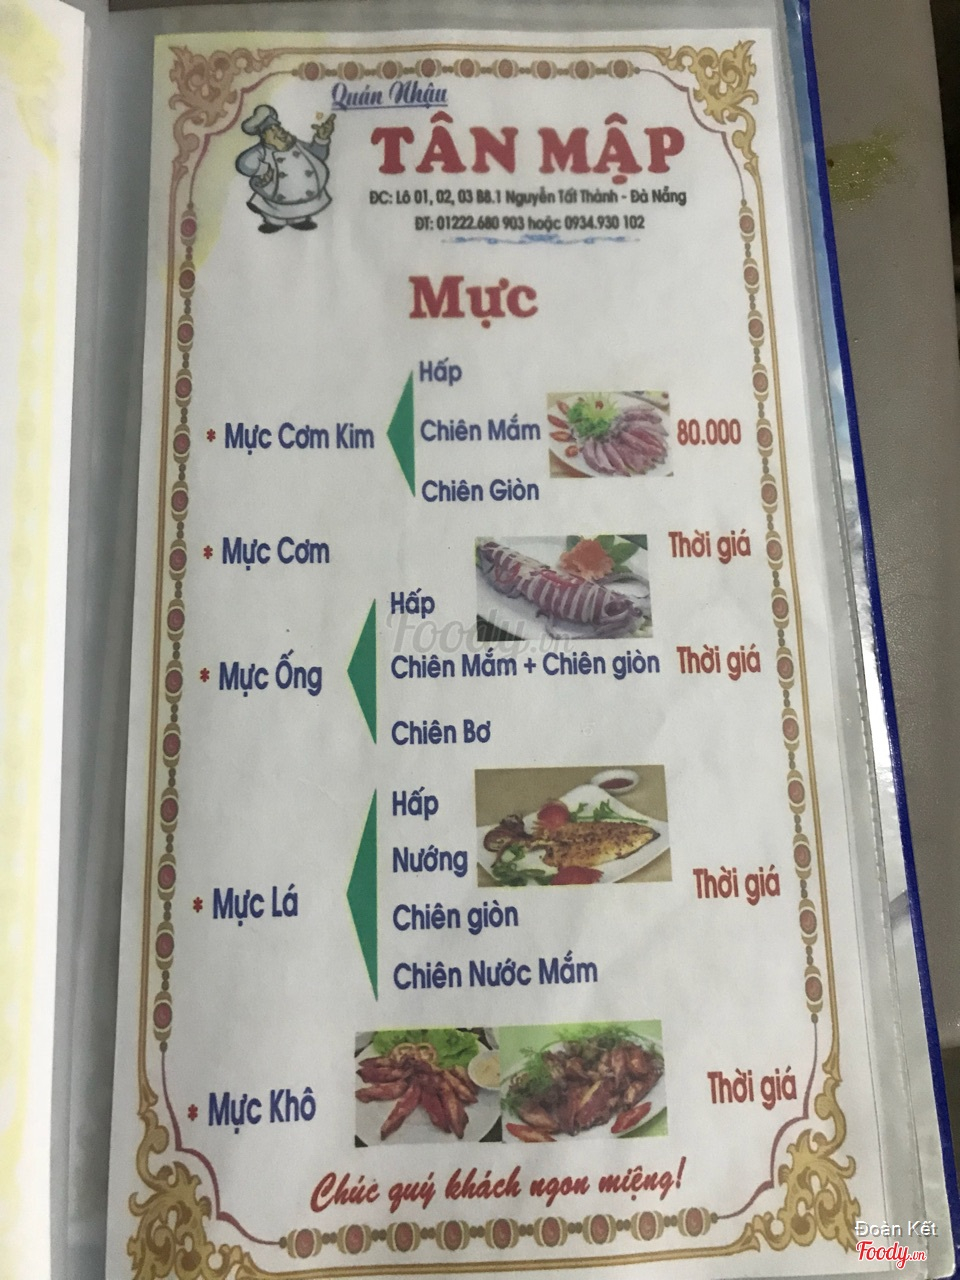 Quán Nhậu
TÂN MẬP
ĐC: Lô 01, 02, 03 B8.1 Nguyễn Tất Thành - Đà Nẵng
ĐT: 01222.680 903 hoặc 0934.930 102
Mực
Hấp
* Mực Cơm Kim
Chiên Mắm
80.000
Chiên Giòn
* Mực Cơm
Thời giá
Hấp
* Mực Ống
Chiên Mắm + Chiên giòn
Thời giá
Chiên Bơ
Hấp
Nướng
* Mực Lá
Thời giá
Chiên giòn
Chiên Nước Mắm
* Mực Khô
Thời giá
Chúc quý khách ngon miệng!
Foody.vn
Đoàn Kết
Foody.vn